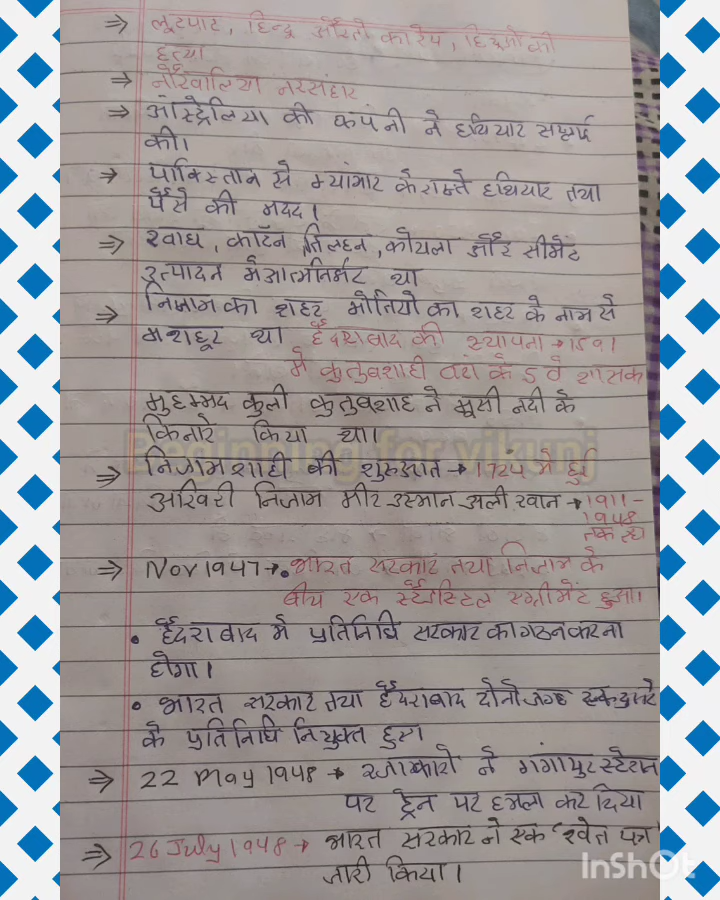 ⇒ लूटपाट, हिन्दू औरतो का रेप, हिन्दुओ की
हत्या
⇒ नौरवालिया नरसंहार
⇒ आस्ट्रेलिया की कंपनी ने हथियार सप्लाई
की।
⇒ पाकिस्तान से म्यांमार के रास्ते हथियार तथा
पैसे की मदद।
⇒ खाद्य, कॉटन तिलहन, कोयला और सीमेंट
उत्पादन मे आत्मनिर्भर था
⇒ निजाम का शहर मोतियो का शहर के नाम से
मशहूर था हैदराबाद की स्थापना → 1591
मे कुतुबशाही वंश के 5 वे शासक
मुहम्मद कुली कुतुबशाह ने मूसी नदी के
किनारे किया था।
Beginning for vikunj
⇒ निजामशाही की शुरुआत → 1724 मे हुई
अखिरी निजाम मीर उस्मान अली खान → 1911-
1948
तक रहा
⇒ Nov 1947 → • भारत सरकार तथा निजाम के
बीच एक स्टैंडस्टिल एग्रीमेंट हुआ।
• हैदराबाद मे प्रतिनिधि सरकार का गठन करना
होगा।
• भारत सरकार तथा हैदराबाद दोनो जगह एक दुसरे
के प्रतिनिधि नियुक्त हुए।
⇒ 22 May 1948 → रजाकारो ने गंगापुर स्टेशन
पर ट्रेन पर हमला कर दिया
⇒ 26 July 1948 → भारत सरकार ने एक 'श्वेत पत्र'
जारी किया।
InShOt